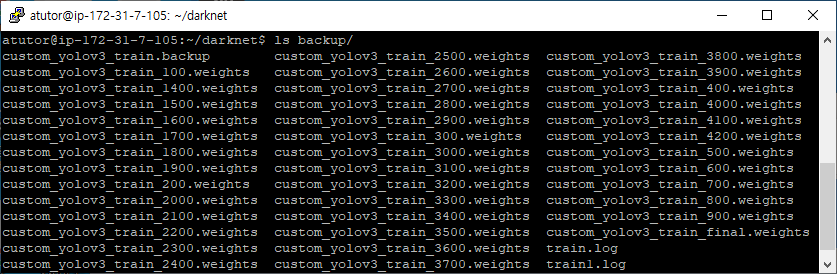 atutor@ip-172-31-7-105: ~/darknet
atutor@ip-172-31-7-105:~/darknet$ ls backup/
custom_yolov3_train.backup custom_yolov3_train_2500.weights custom_yolov3_train_3800.weights
custom_yolov3_train_100.weights custom_yolov3_train_2600.weights custom_yolov3_train_3900.weights
custom_yolov3_train_1400.weights custom_yolov3_train_2700.weights custom_yolov3_train_400.weights
custom_yolov3_train_1500.weights custom_yolov3_train_2800.weights custom_yolov3_train_4000.weights
custom_yolov3_train_1600.weights custom_yolov3_train_2900.weights custom_yolov3_train_4100.weights
custom_yolov3_train_1700.weights custom_yolov3_train_300.weights custom_yolov3_train_4200.weights
custom_yolov3_train_1800.weights custom_yolov3_train_3000.weights custom_yolov3_train_500.weights
custom_yolov3_train_1900.weights custom_yolov3_train_3100.weights custom_yolov3_train_600.weights
custom_yolov3_train_200.weights custom_yolov3_train_3200.weights custom_yolov3_train_700.weights
custom_yolov3_train_2000.weights custom_yolov3_train_3300.weights custom_yolov3_train_800.weights
custom_yolov3_train_2100.weights custom_yolov3_train_3400.weights custom_yolov3_train_900.weights
custom_yolov3_train_2200.weights custom_yolov3_train_3500.weights custom_yolov3_train_final.weights
custom_yolov3_train_2300.weights custom_yolov3_train_3600.weights train.log
custom_yolov3_train_2400.weights custom_yolov3_train_3700.weights train1.log